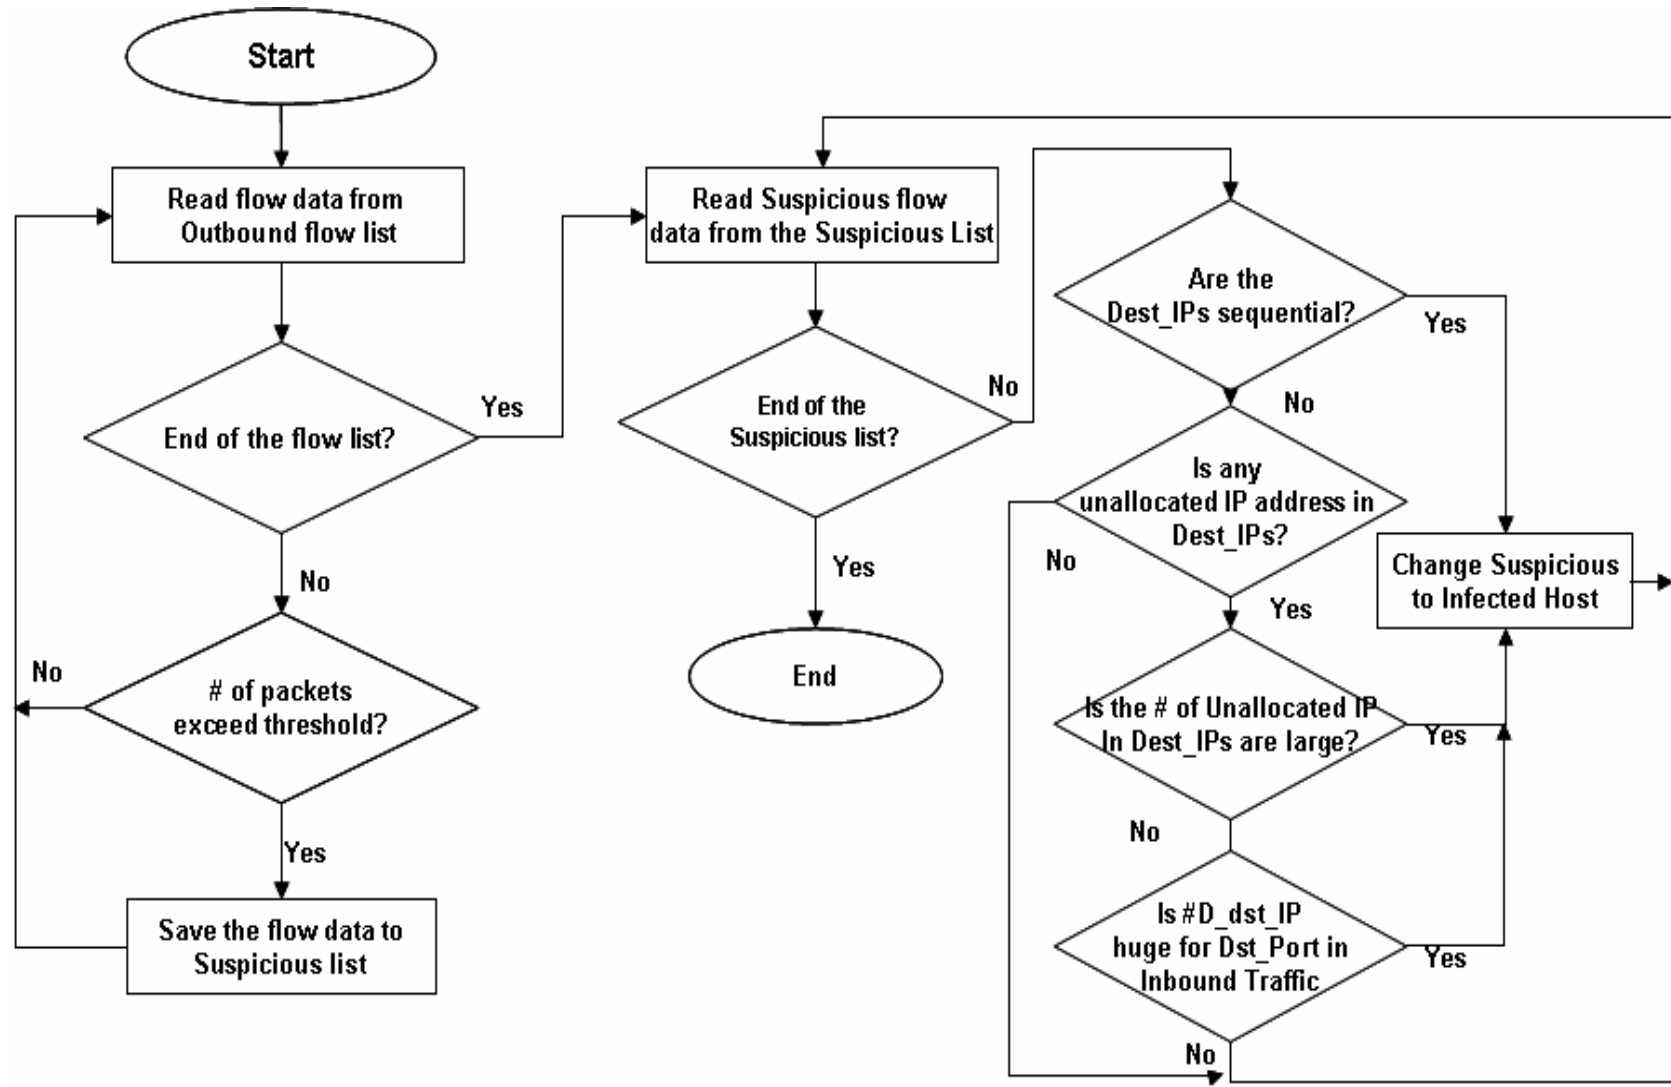 Start
Read flow data from
Outbound flow list
End of the flow list?
Yes
No
# of packets
exceed threshold?
No
Yes
Save the flow data to
Suspicious list
Read Suspicious flow
data from the Suspicious List
End of the
Suspicious list?
No
Yes
End
Are the
Dest_IPs sequential?
Yes
No
Is any
unallocated IP address in
Dest_IPs?
No
Yes
Change Suspicious
to Infected Host
Is the # of Unallocated IP
In Dest_IPs are large?
Yes
No
Is #D_dst_IP
huge for Dst_Port in
Inbound Traffic
Yes
No